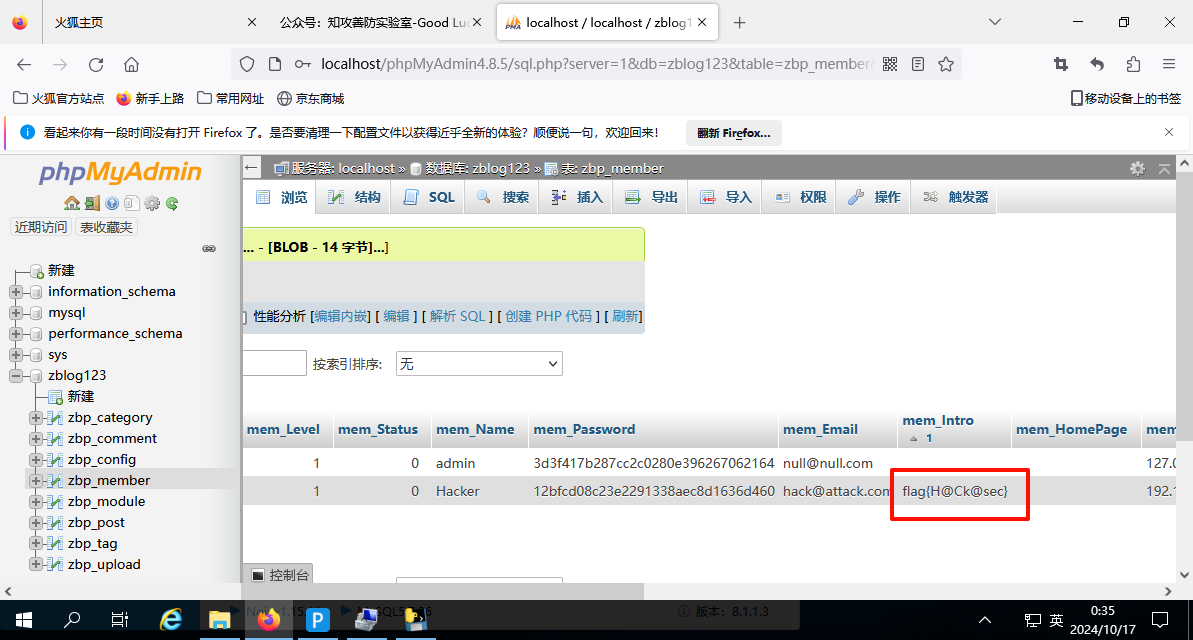 火狐主页
公众号：知攻善防实验室-Good Luc
localhost / localhost / zblog1
localhost/phpMyAdmin4.8.5/sql.php?server=1&db=zblog123&table=zbp_member
火狐官方站点
新手上路
常用网址
京东商城
移动设备上的书签
看起来你有一段时间没有打开 Firefox 了。是否要清理一下配置文件以获得近乎全新的体验？顺便说一句，欢迎回来！
翻新 Firefox...
phpMyAdmin
近期访问
表收藏夹
新建
information_schema
mysql
performance_schema
sys
zblog123
新建
zbp_category
zbp_comment
zbp_config
zbp_member
zbp_module
zbp_post
zbp_tag
zbp_upload
服务器: localhost » 数据库: zblog123 » 表: zbp_member
浏览 结构 SQL 搜索 插入 导出 导入 权限 操作 触发器
... - [BLOB - 14 字节]...]
性能分析 [编辑内嵌] [ 编辑 ] [ 解析 SQL ] [ 创建 PHP 代码 ] [ 刷新]
按索引排序: 无
mem_Level mem_Status mem_Name mem_Password mem_Email mem_Intro 1 mem_HomePage mem
1 0 admin 3d3f417b287cc2c0280e396267062164 null@null.com 127.0
1 0 Hacker 12bfcd08c23e2291338aec8d1636d460 hack@attack.com flag{H@Ck@sec} 192.1
控制台
版本：8.1.1.3
英
0:35
2024/10/17